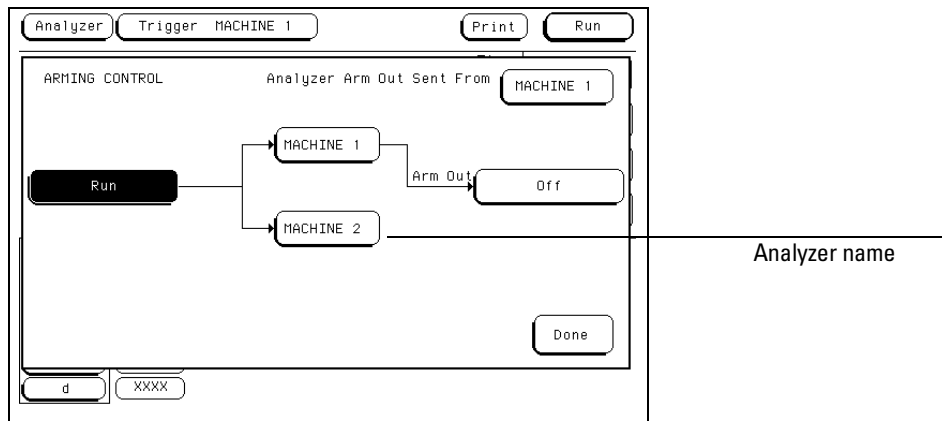 Analyzer Trigger MACHINE 1 Print Run
ARMING CONTROL Analyzer Arm Out Sent From MACHINE 1
MACHINE 1
Run Arm Out Off
MACHINE 2
Analyzer name
Done
d XXXX